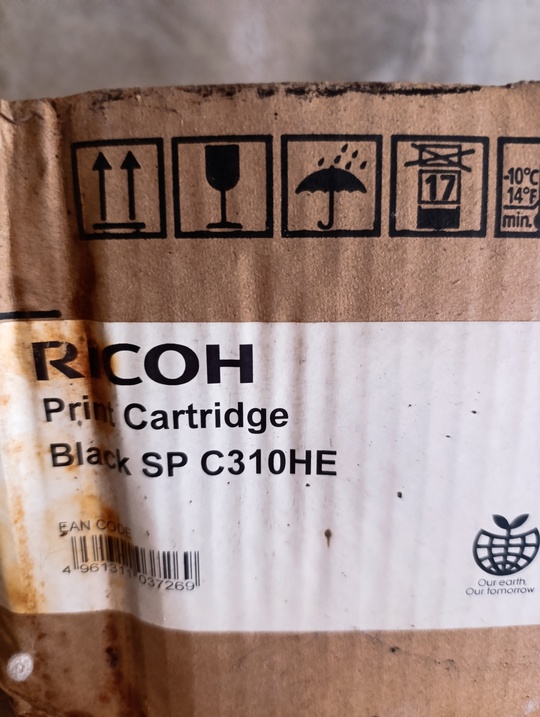 17
-10°C
14°F
min.
RICOH
Print Cartridge
Black SP C310HE
EAN CODE
4 961311 037269
Our earth,
Our tomorrow